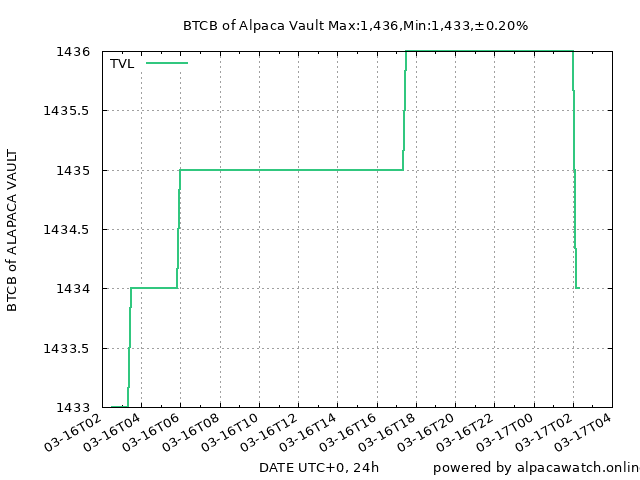 BTCB of Alpaca Vault Max:1,436,Min:1,433,±0.20%
TVL
BTCB of ALAPACA VAULT
1436
1435.5
1435
1434.5
1434
1433.5
1433
03-16T02
03-16T04
03-16T06
03-16T08
03-16T10
03-16T12
03-16T14
03-16T16
03-16T18
03-16T20
03-16T22
03-17T00
03-17T02
03-17T04
DATE UTC+0, 24h
powered by alpacawatch.onlin